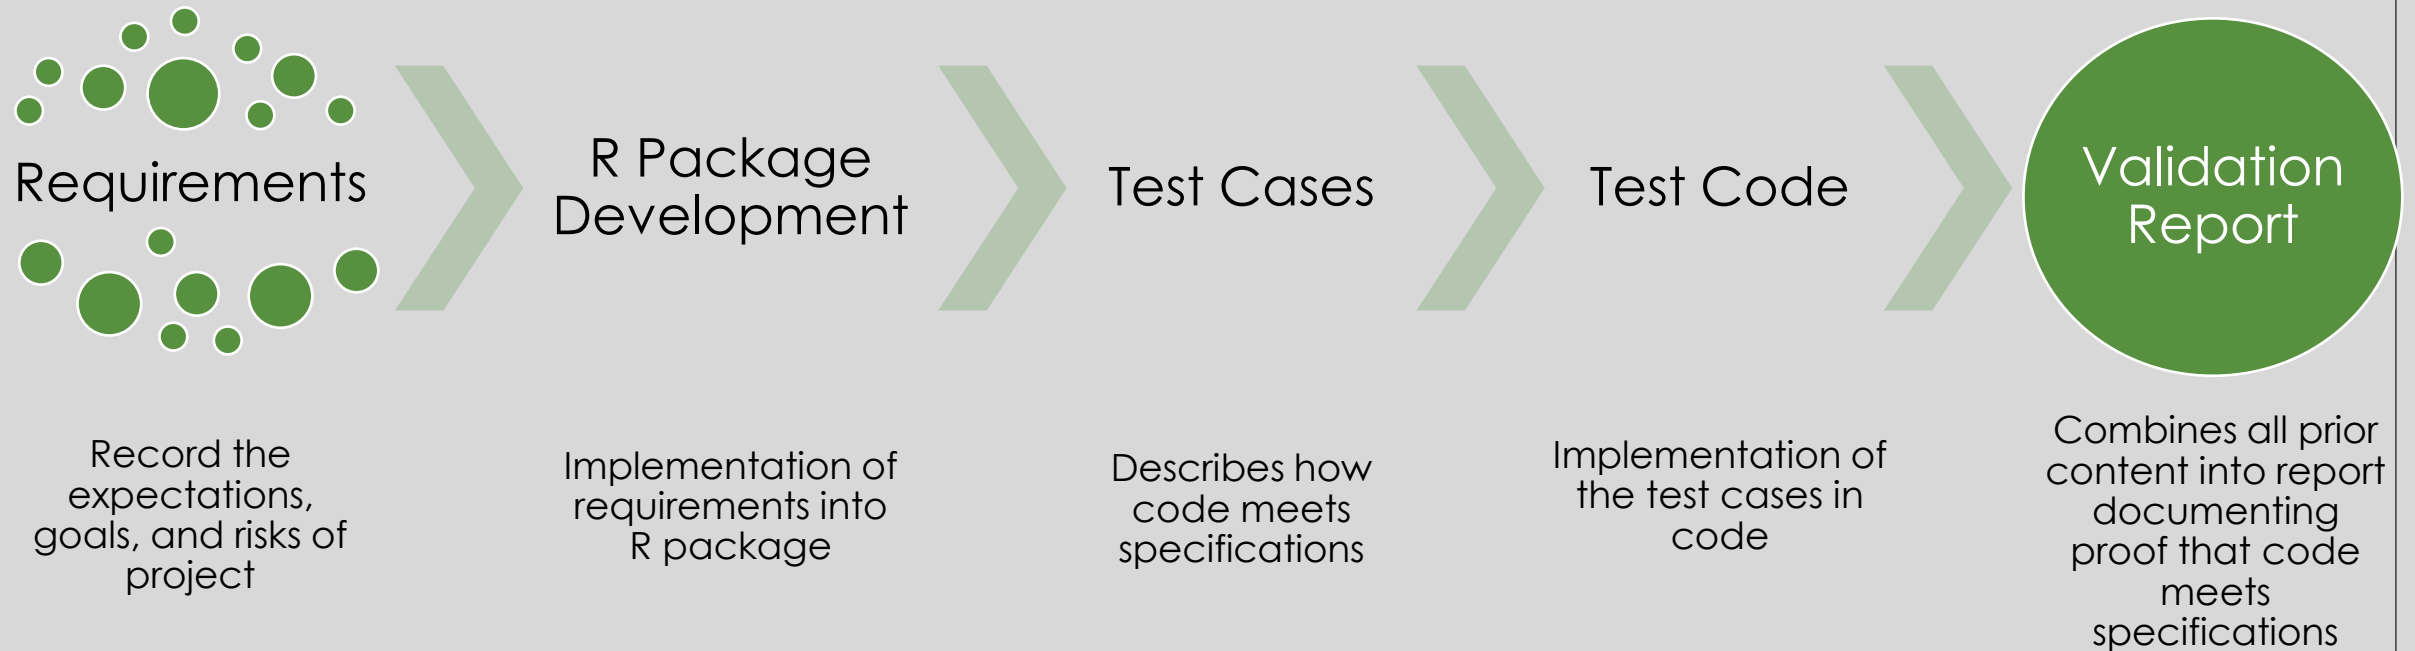 Requirements
R Package
Development
Test Cases
Test Code
Validation
Report
Record the
expectations,
goals, and risks of
project
Implementation of
requirements into
R package
Describes how
code meets
specifications
Implementation of
the test cases in
code
Combines all prior
content into report
documenting
proof that code
meets
specifications